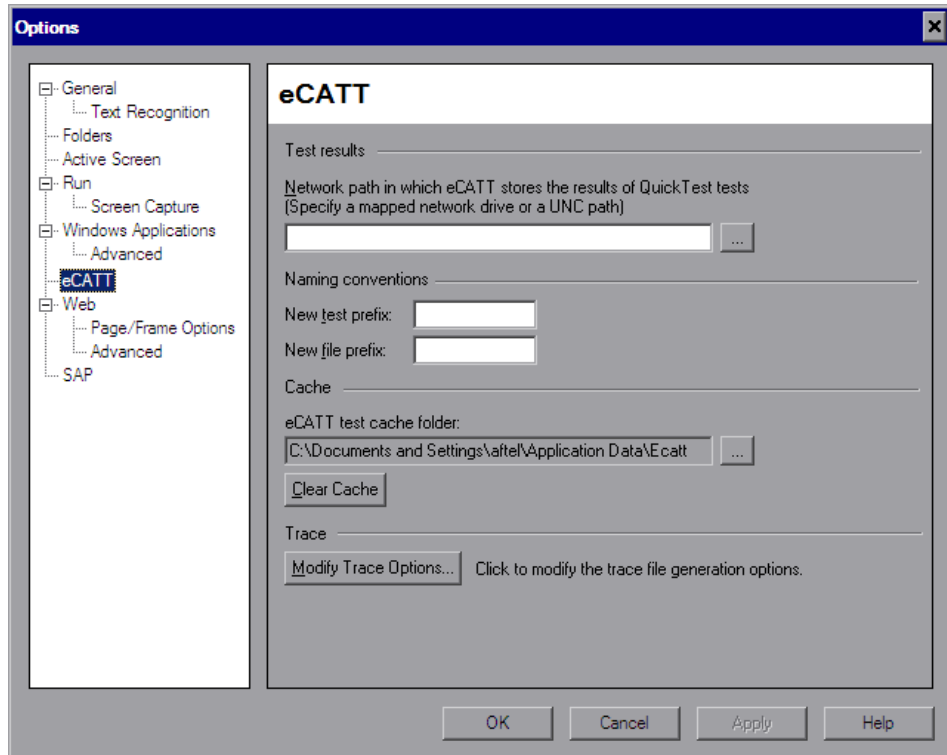 Options
General
Text Recognition
Folders
Active Screen
Run
Screen Capture
Windows Applications
Advanced
eCATT
Web
Page/Frame Options
Advanced
SAP
eCATT
Test results
Network path in which eCATT stores the results of QuickTest tests
(Specify a mapped network drive or a UNC path)
...
Naming conventions
New test prefix:
New file prefix:
Cache
eCATT test cache folder:
C:\Documents and Settings\aftel\Application Data\Ecatt
...
Clear Cache
Trace
Modify Trace Options... Click to modify the trace file generation options.
OK Cancel Apply Help